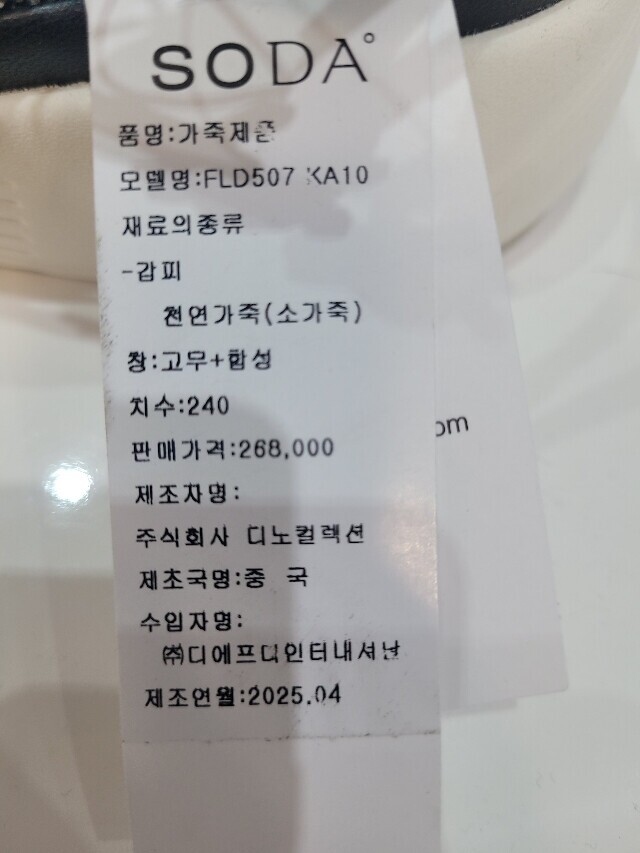 SODA°
품명:가죽제품
모델명:FLD507 KA10
재료의종류
-갑피
천연가죽(소가죽)
창:고무+합성
치수:240
판매가격:268,000
제조자명:
주식회사 디노컬렉션
제조국명:중 국
수입자명:
㈜디에프디인터내셔날
제조연월:2025.04
om